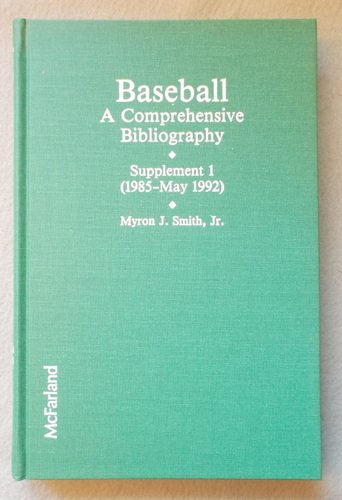 Baseball
A Comprehensive
Bibliography
Supplement 1
(1985–May 1992)
Myron J. Smith, Jr.
McFarland